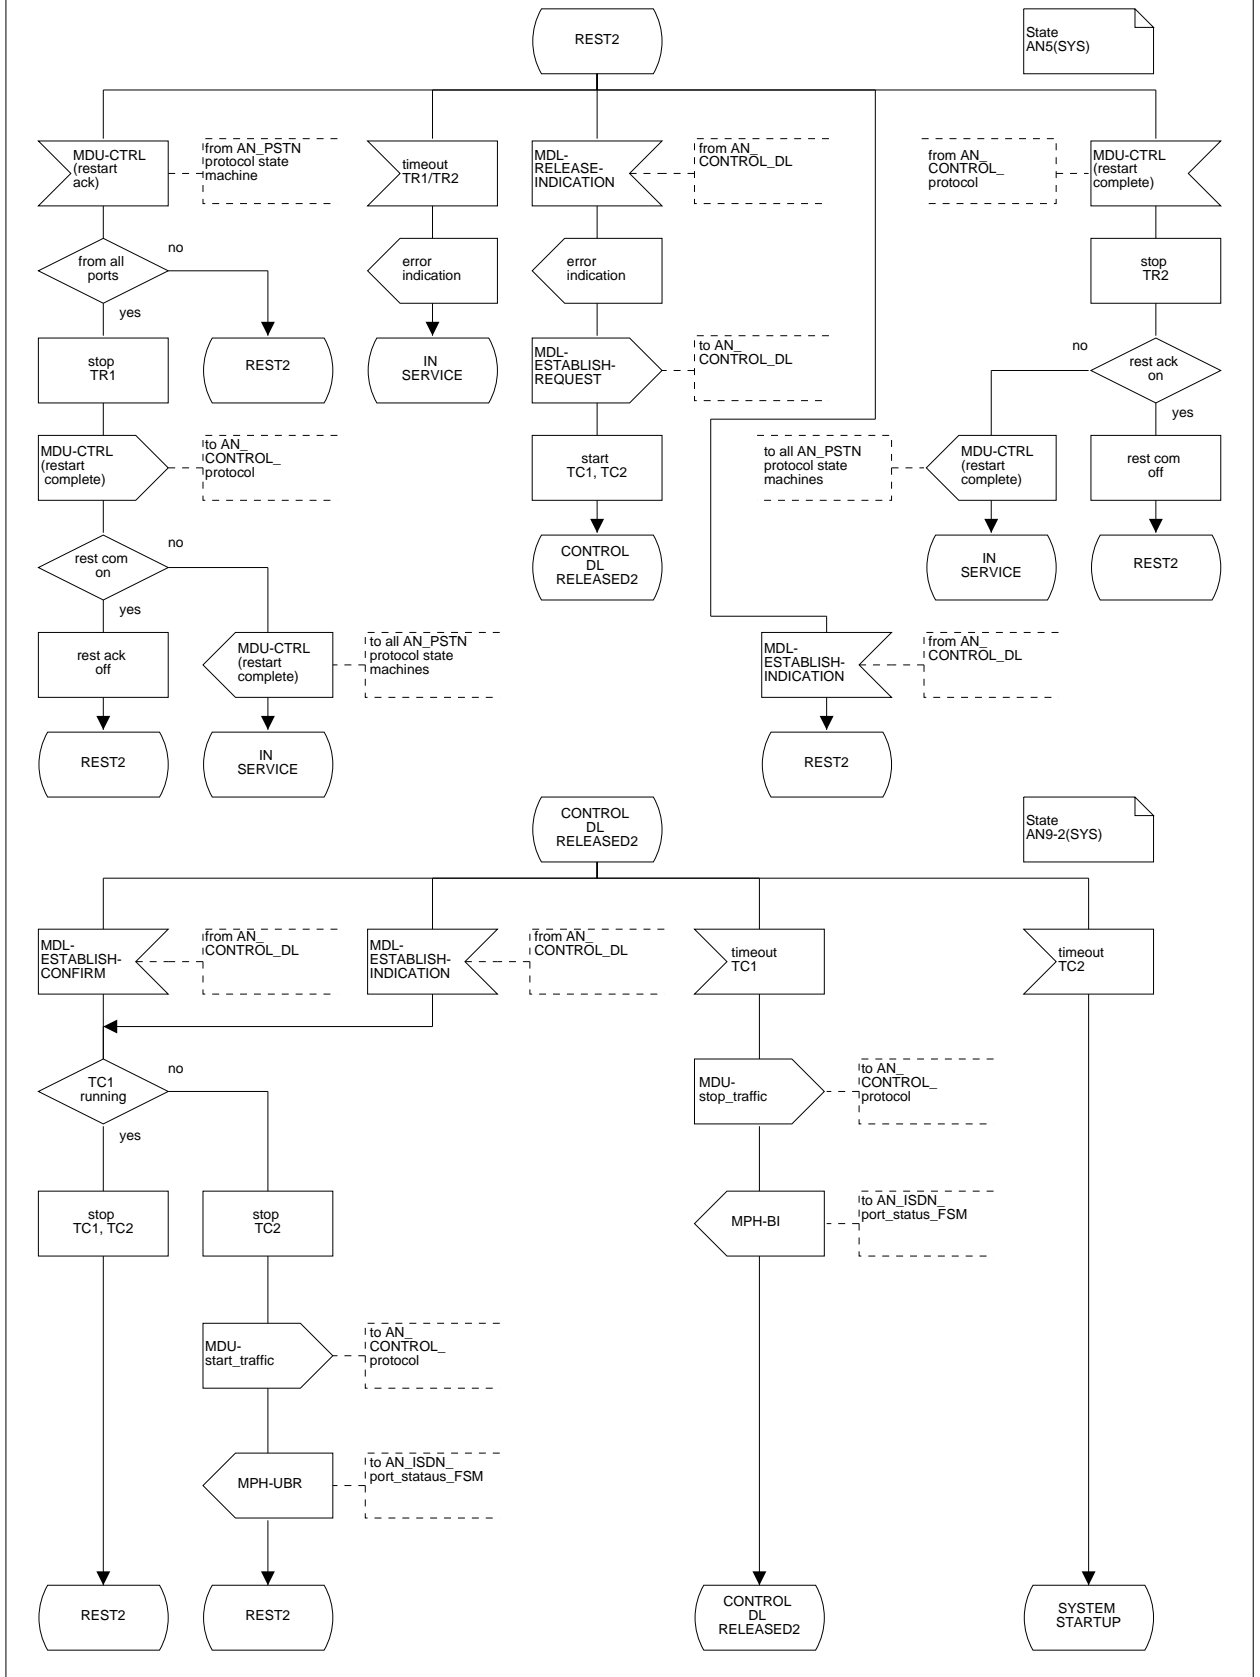 REST2
State
AN5(SYS)
MDU-CTRL
(restart
ack)
from AN_PSTN
protocol state
machine
timeout
TR1/TR2
MDL-
RELEASE-
INDICATION
from AN_
CONTROL_DL
from AN_
CONTROL_
protocol
MDU-CTRL
(restart
complete)
from all
ports
no
yes
error
indication
error
indication
stop
TR2
stop
TR1
REST2
IN
SERVICE
MDL-
ESTABLISH-
REQUEST
to AN_
CONTROL_DL
no
rest ack
on
yes
MDU-CTRL
(restart
complete)
to AN_
CONTROL_
protocol
start
TC1, TC2
to all AN_PSTN
protocol state
machines
MDU-CTRL
(restart
complete)
rest com
off
rest com
on
no
yes
CONTROL
DL
RELEASED2
IN
SERVICE
REST2
rest ack
off
MDU-CTRL
(restart
complete)
to all AN_PSTN
protocol state
machines
MDL-
ESTABLISH-
INDICATION
from AN_
CONTROL_DL
REST2
IN
SERVICE
REST2
CONTROL
DL
RELEASED2
State
AN9-2(SYS)
MDL-
ESTABLISH-
CONFIRM
from AN_
CONTROL_DL
MDL-
ESTABLISH-
INDICATION
from AN_
CONTROL_DL
timeout
TC1
timeout
TC2
TC1
running
no
yes
MDU-
stop_traffic
to AN_
CONTROL_
protocol
stop
TC1, TC2
stop
TC2
MPH-BI
to AN_ISDN_
port_status_FSM
MDU-
start_traffic
to AN_
CONTROL_
protocol
MPH-UBR
to AN_ISDN_
port_stataus_FSM
REST2
REST2
CONTROL
DL
RELEASED2
SYSTEM
STARTUP